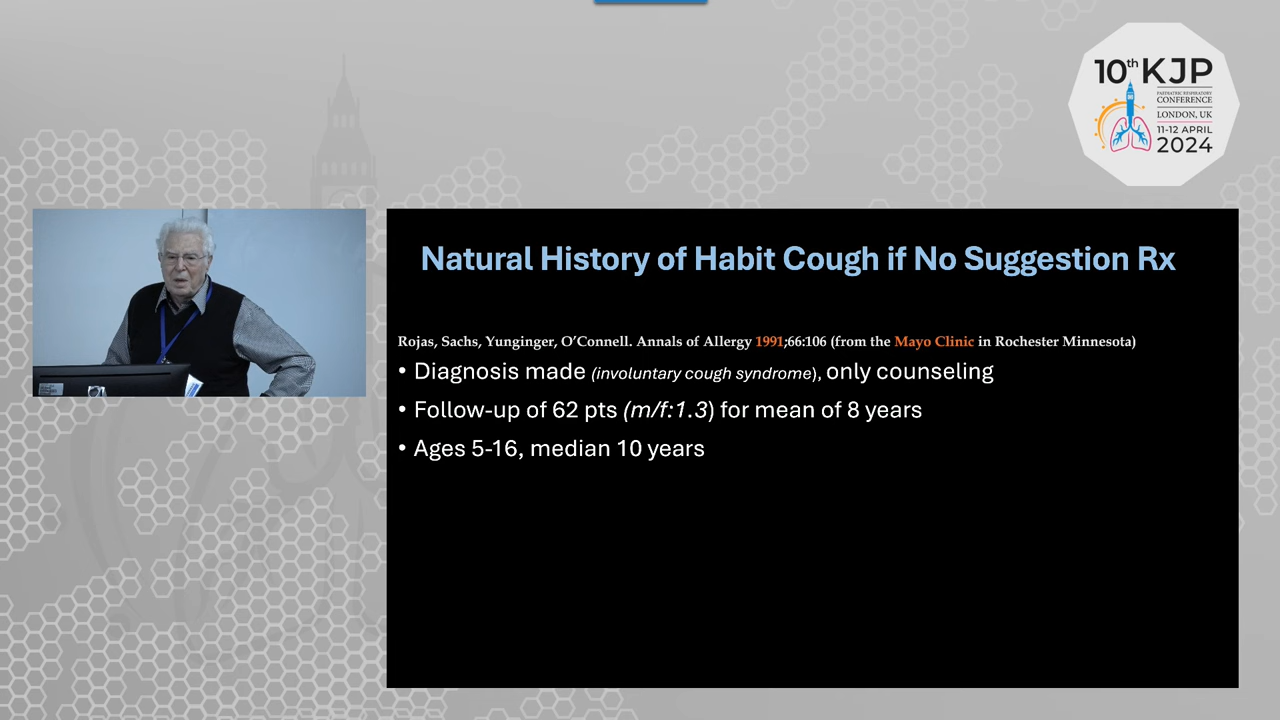 10th KJP
PAEDIATRIC RESPIRATORY
CONFERENCE
LONDON, UK
11-12 APRIL
2024
Natural History of Habit Cough if No Suggestion Rx
Rojas, Sachs, Yunginger, O’Connell. Annals of Allergy 1991;66:106 (from the Mayo Clinic in Rochester Minnesota)
• Diagnosis made (involuntary cough syndrome), only counseling
• Follow-up of 62 pts (m/f:1.3) for mean of 8 years
• Ages 5-16, median 10 years